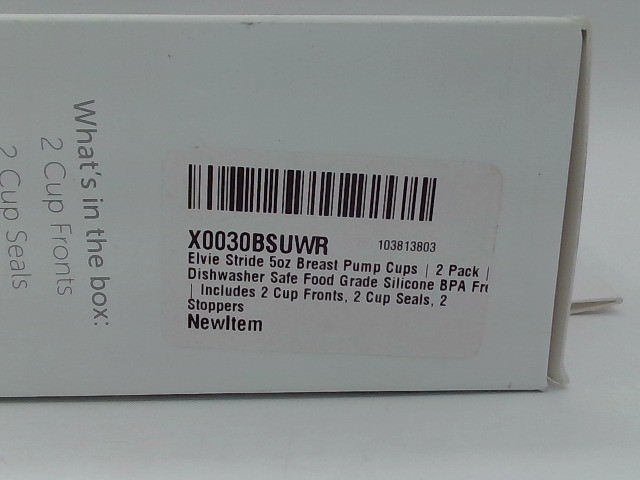 What's in the box:
2 Cup Fronts
2 Cup Seals
X0030BSUWR 103813803
Elvie Stride 5oz Breast Pump Cups | 2 Pack |
Dishwasher Safe Food Grade Silicone BPA Fre
| Includes 2 Cup Fronts, 2 Cup Seals, 2
Stoppers
NewItem